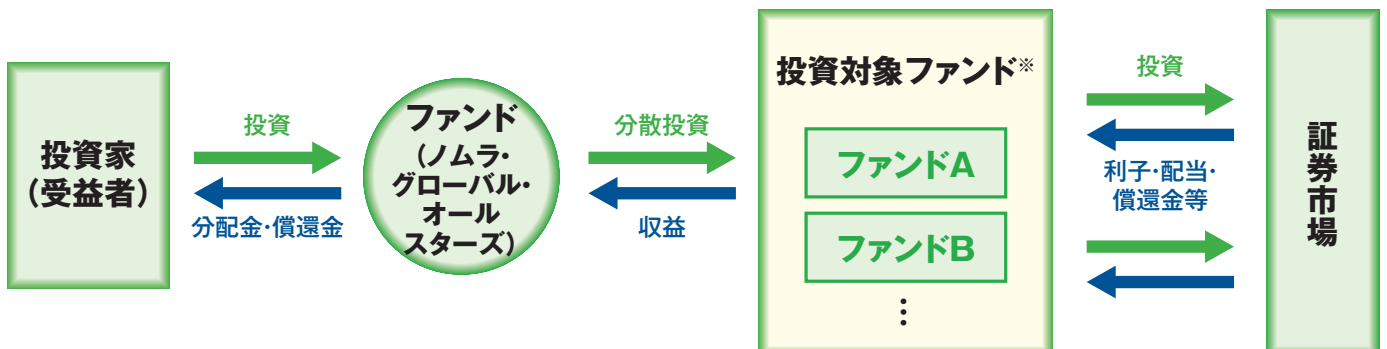 投資家
（受益者）
投資
分配金・償還金
ファンド
（ノムラ・
グローバル・
オール
スターズ）
分散投資
収益
投資対象ファンド※
ファンドA
ファンドB
⋮
投資
利子・配当・
償還金等
証券市場